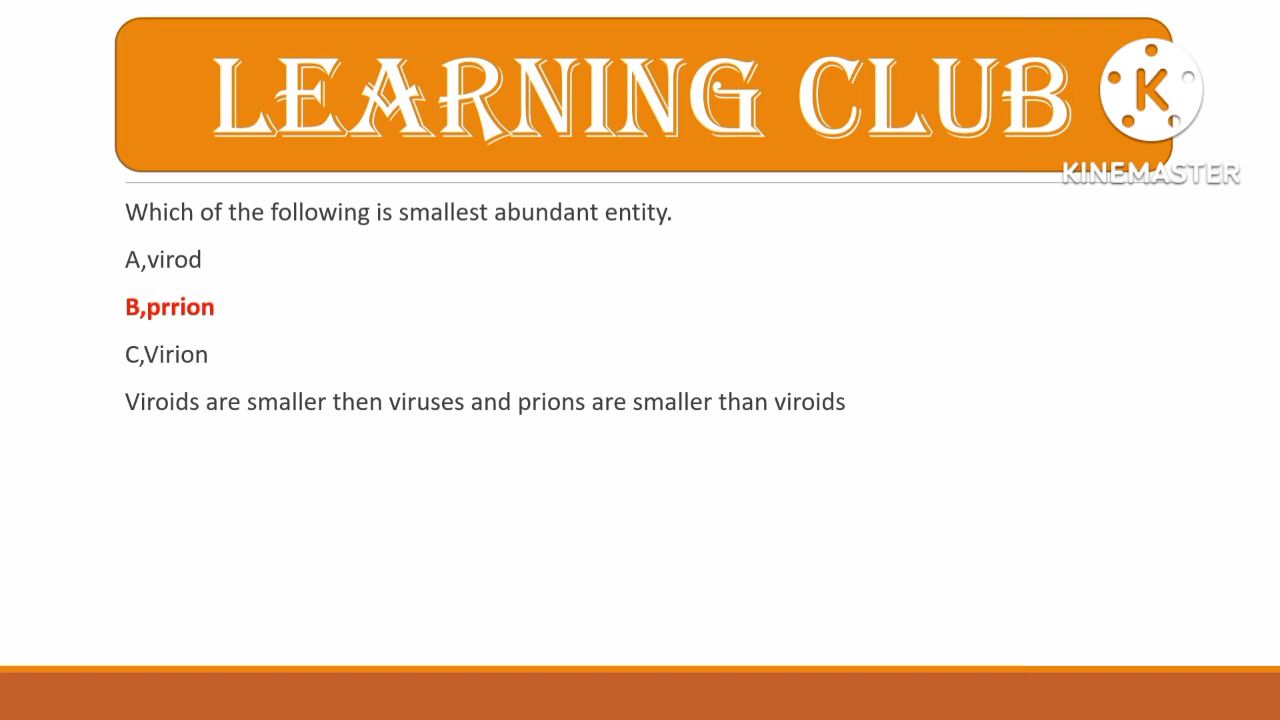 LEARNING CLUB
K
KINEMASTER
Which of the following is smallest abundant entity.
A,virod
B,prrion
C,Virion
Viroids are smaller then viruses and prions are smaller than viroids